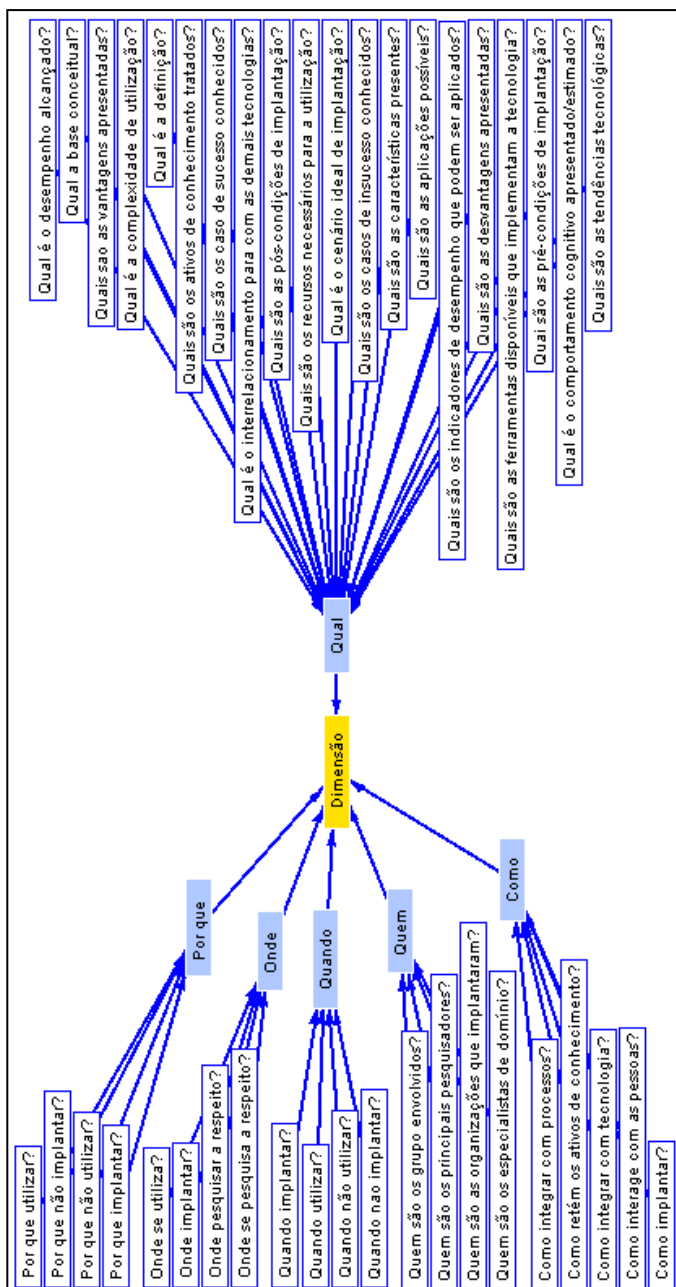 Qual é o desempenho alcançado?
Qual a base conceitual?
Quais são as vantagens apresentadas?
Qual é a complexidade de utilização?
Qual é a definição?
Quais são os ativos de conhecimento tratados?
Quais são os caso de sucesso conhecidos?
Qual é o interrelacionamento para com as demais tecnologias?
Quais são as pós-condições de implantação?
Quais são os recursos necessários para a utilização?
Qual é o cenário ideal de implantação?
Quais são os casos de insucesso conhecidos?
Quais são as características presentes?
Quais são as aplicações possíveis?
Quais são os indicadores de desempenho que podem ser aplicados?
Quais são as desvantagens apresentadas?
Quais são as ferramentas disponíveis que implementam a tecnologia?
Quai são as pré-condições de implantação?
Qual é o comportamento cognitivo apresentado/estimado?
Quais são as tendências tecnológicas?
Qual
Dimensão
Por que
Onde
Quando
Quem
Como
Por que utilizar?
Por que não implantar?
Por que não utilizar?
Por que implantar?
Onde se utiliza?
Onde implantar?
Onde pesquisar a respeito?
Onde se pesquisa a respeito?
Quando implantar?
Quando utilizar?
Quando não utilizar?
Quando não implantar?
Quem são os grupo envolvidos?
Quem são os principais pesquisadores?
Quem são as organizações que implantaram?
Quem são os especialistas de domínio?
Como integrar com processos?
Como retém os ativos de conhecimento?
Como integrar com tecnologia?
Como interage com as pessoas?
Como implantar?